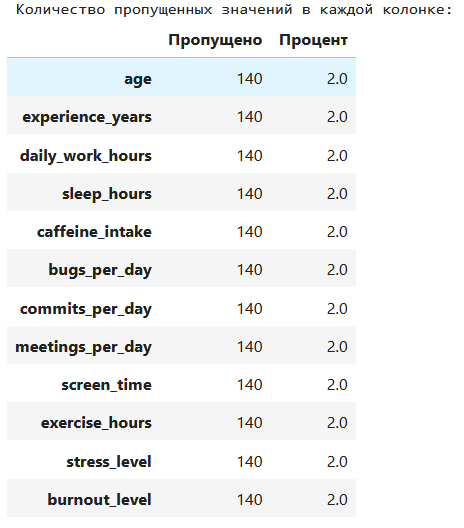 Количество пропущенных значений в каждой колонке:
Пропущено Процент
age 140 2.0
experience_years 140 2.0
daily_work_hours 140 2.0
sleep_hours 140 2.0
caffeine_intake 140 2.0
bugs_per_day 140 2.0
commits_per_day 140 2.0
meetings_per_day 140 2.0
screen_time 140 2.0
exercise_hours 140 2.0
stress_level 140 2.0
burnout_level 140 2.0